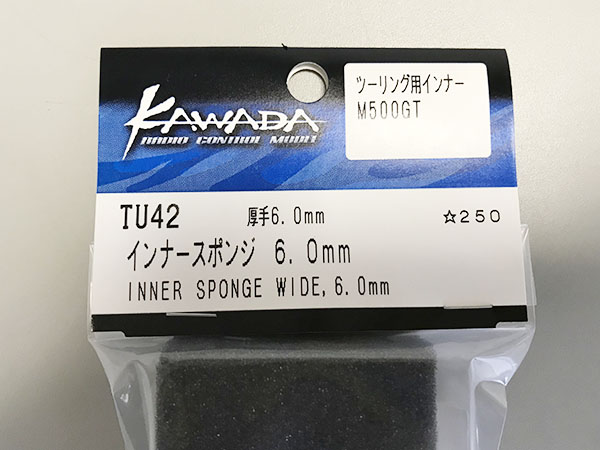 KAWADA
RADIO CONTROL MODEL
ツーリング用インナー
M500GT
TU42 厚手6.0mm ☆250
インナースポンジ 6.0mm
INNER SPONGE WIDE,6.0mm